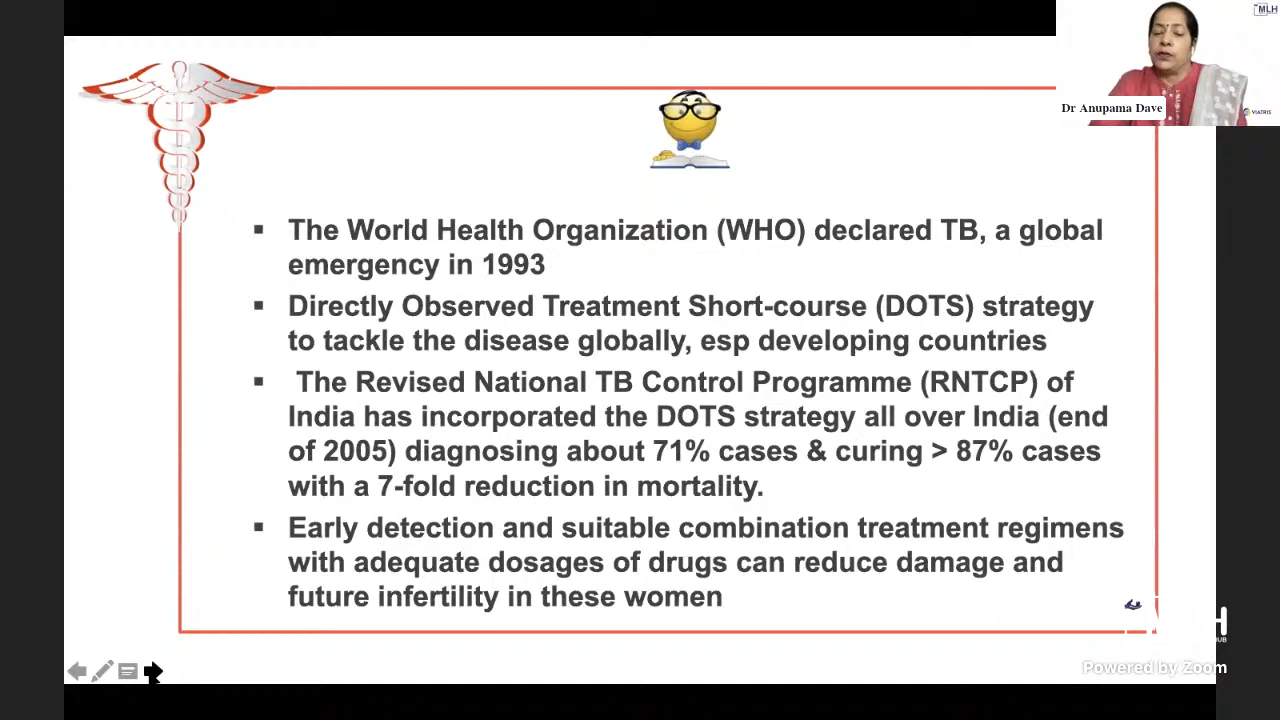 MLH
Dr Anupama Dave
VIATRIS
▪ The World Health Organization (WHO) declared TB, a global
emergency in 1993
▪ Directly Observed Treatment Short-course (DOTS) strategy
to tackle the disease globally, esp developing countries
▪ The Revised National TB Control Programme (RNTCP) of
India has incorporated the DOTS strategy all over India (end
of 2005) diagnosing about 71% cases & curing > 87% cases
with a 7-fold reduction in mortality.
▪ Early detection and suitable combination treatment regimens
with adequate dosages of drugs can reduce damage and
future infertility in these women
Powered by Zoom